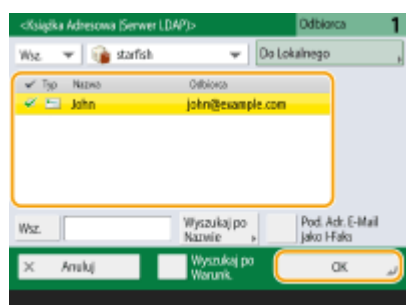 <Książka Adresowa (Serwer LDAP)> Odbiorca 1
Wsz. starfish Do Lokalnego
Typ Nazwa Odbiorca
John john@example.com
Wsz. Wyszukaj po Nazwie Pod. Adr. E-Mail jako I-Faks
Anuluj Wyszukaj po Warunk. OK